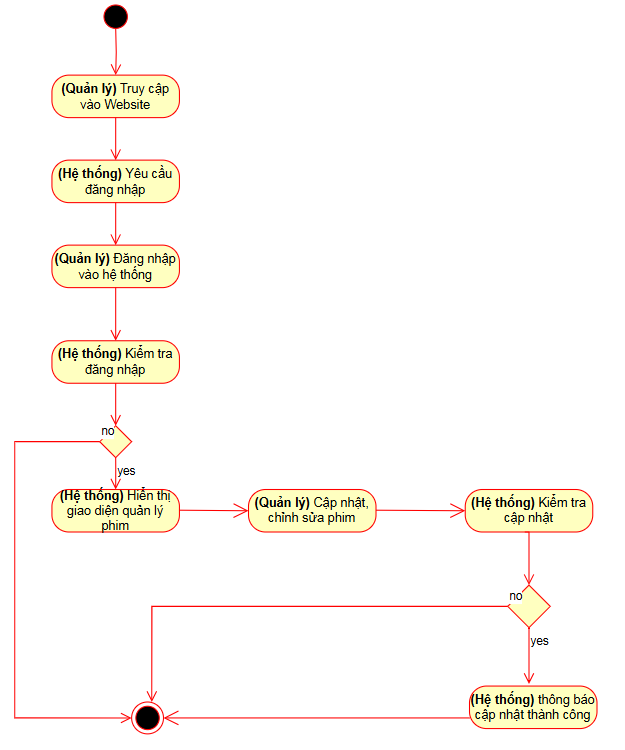 (Quản lý) Truy cập
vào Website
(Hệ thống) Yêu cầu
đăng nhập
(Quản lý) Đăng nhập
vào hệ thống
(Hệ thống) Kiểm tra
đăng nhập
no
yes
(Hệ thống) Hiển thị
giao diện quản lý
phim
(Quản lý) Cập nhật,
chỉnh sửa phim
(Hệ thống) Kiểm tra
cập nhật
no
yes
(Hệ thống) thông báo
cập nhật thành công